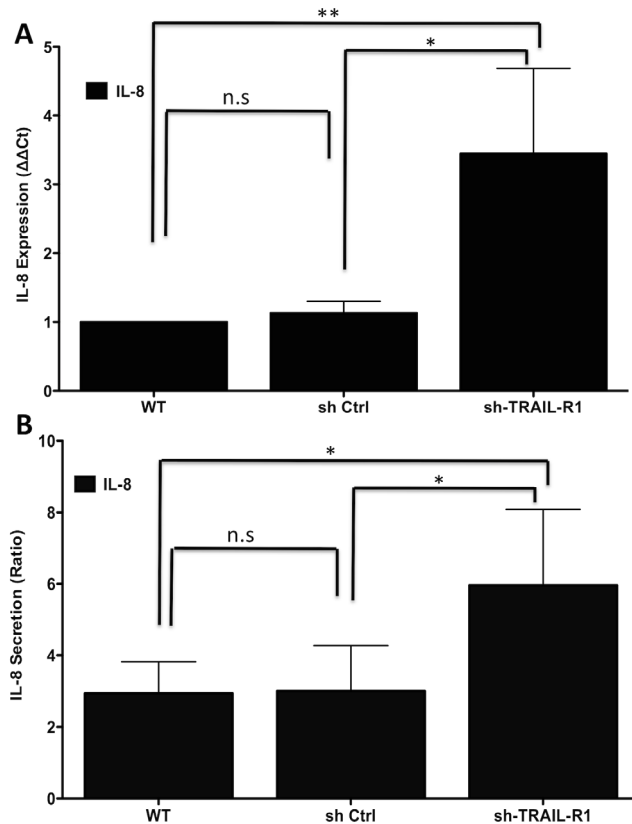 A
**
*
n.s
IL-8
IL-8 Expression (ΔΔCt)
5
4
3
2
1
0
WT
sh Ctrl
sh-TRAIL-R1
B
*
*
n.s
IL-8
IL-8 Secretion (Ratio)
10
8
6
4
2
0
WT
sh Ctrl
sh-TRAIL-R1